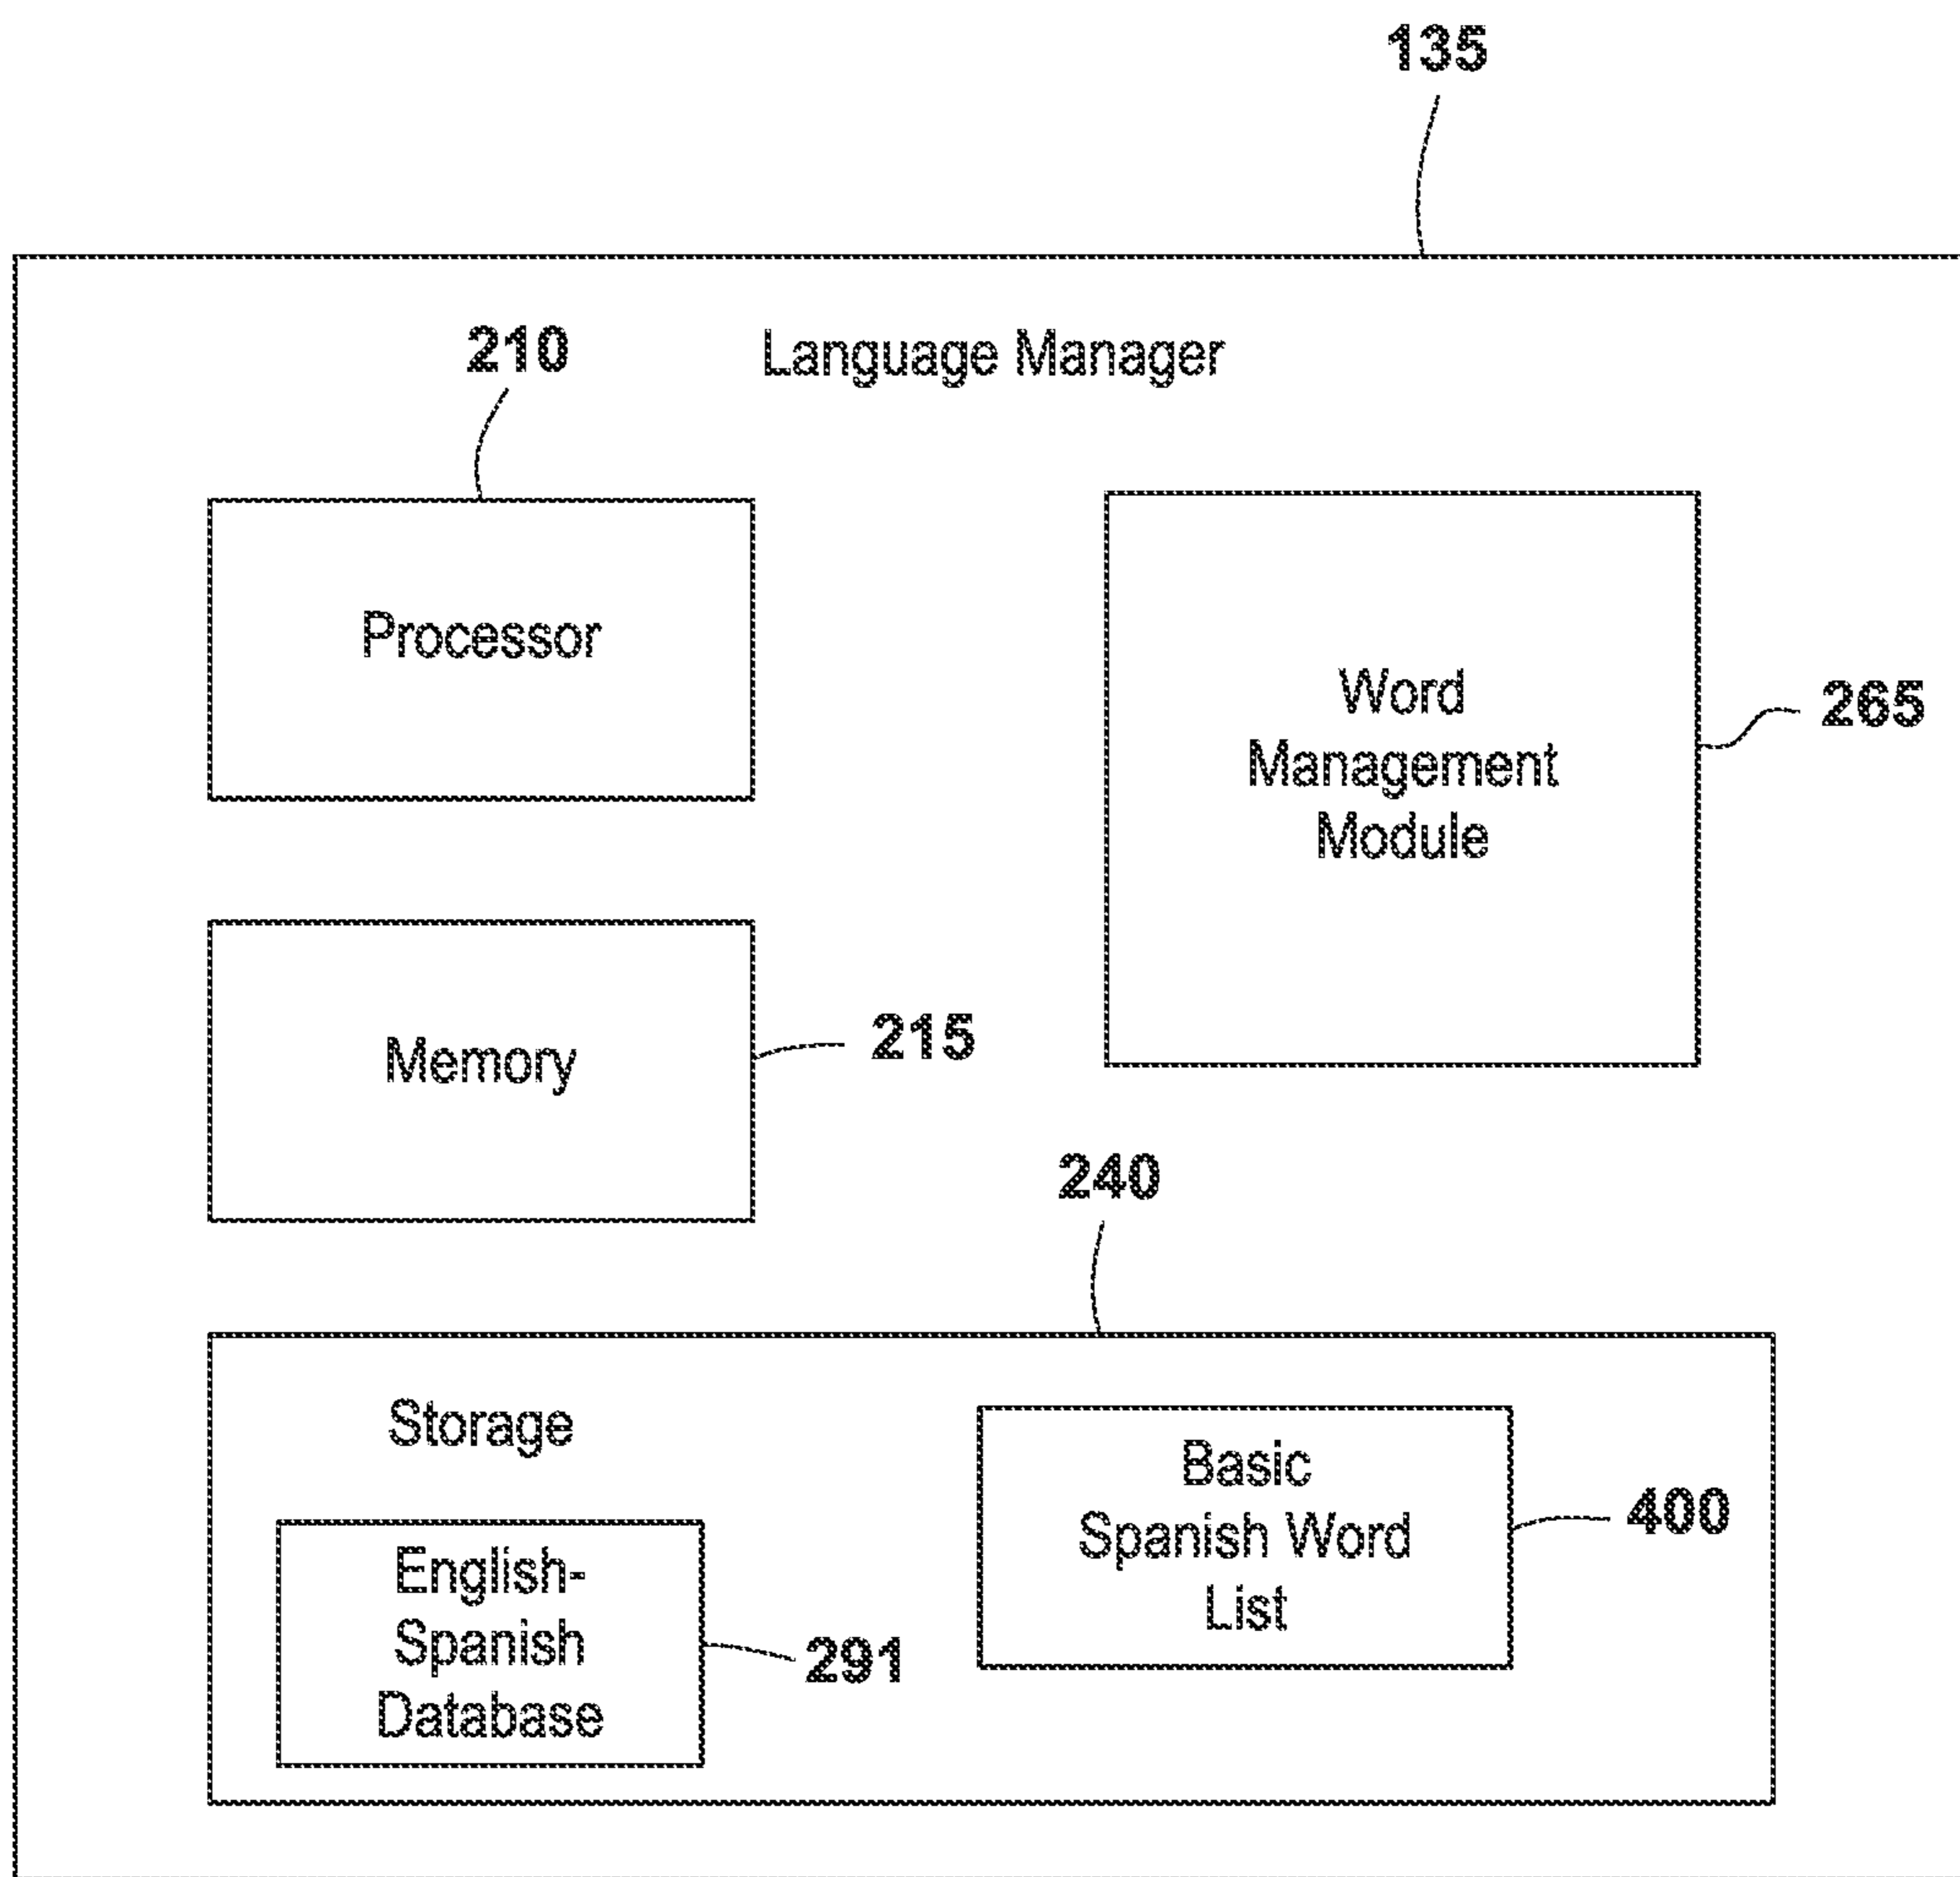 135
210
Language Manager
Processor
Word
Management
Module
265
Memory
215
240
Storage
Basic
Spanish Word
List
400
English-
Spanish
Database
291